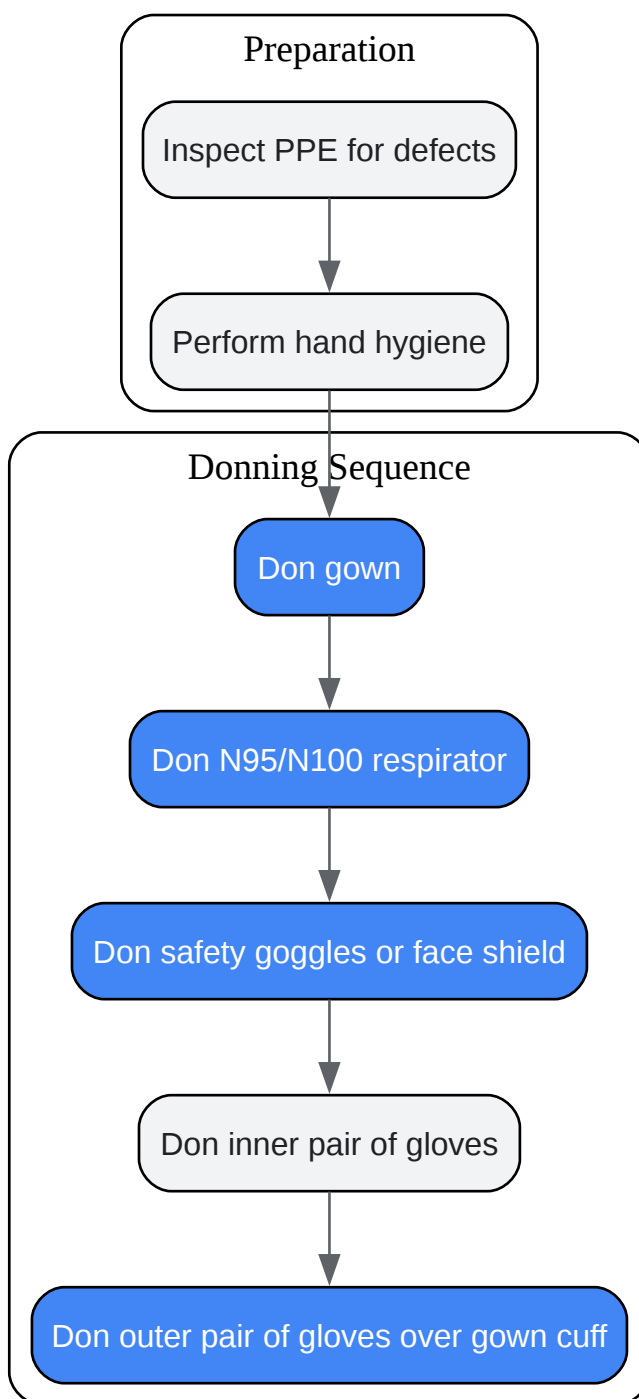 Preparation
Inspect PPE for defects
Perform hand hygiene
Donning Sequence
Don gown
Don N95/N100 respirator
Don safety goggles or face shield
Don inner pair of gloves
Don outer pair of gloves over gown cuff